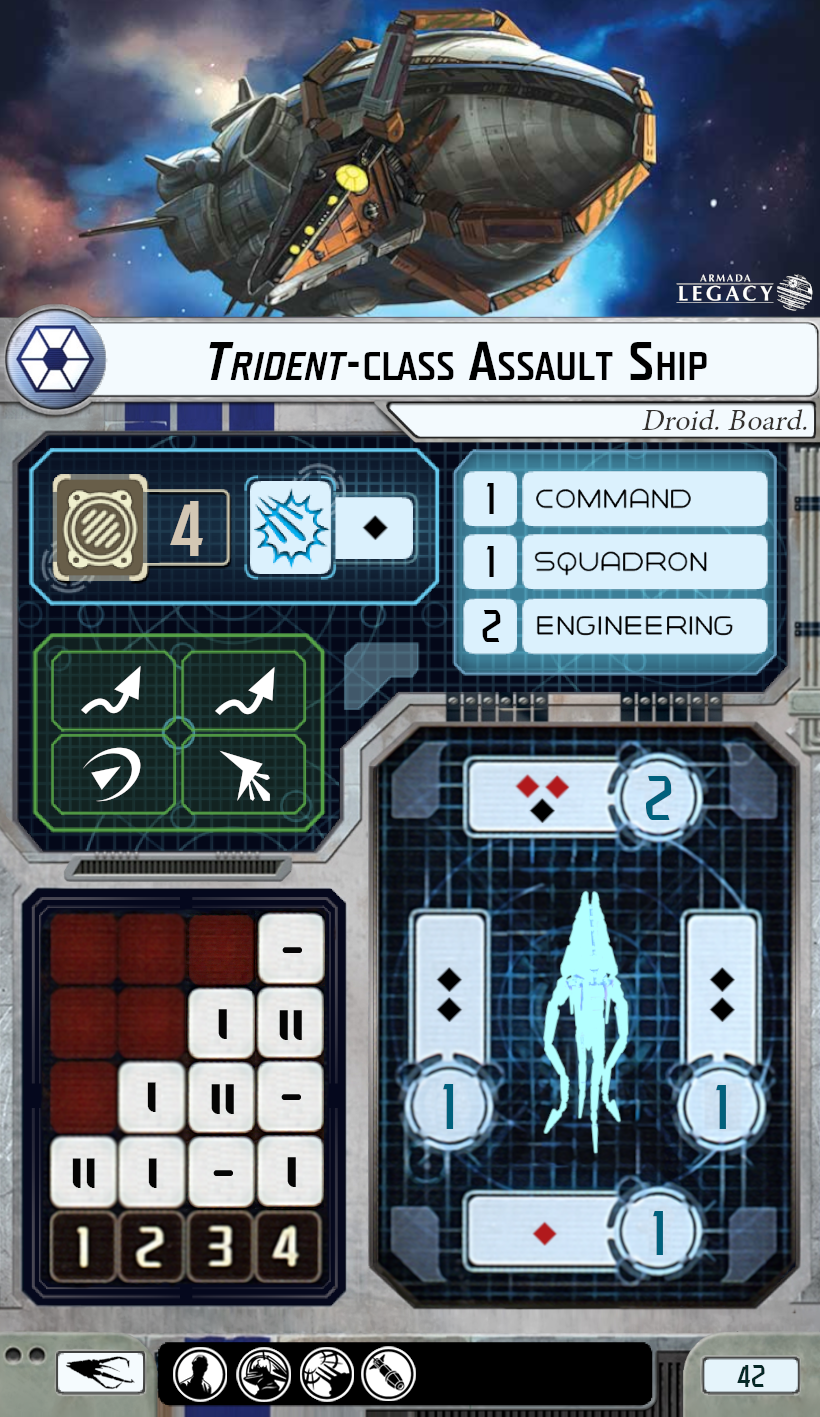 ARMADA
LEGACY
TRIDENT-CLASS ASSAULT SHIP
Droid. Board.
4
1 COMMAND
1 SQUADRON
2 ENGINEERING
2
-
I II
1 1
I II -
II I - I
1
1 2 3 4
42